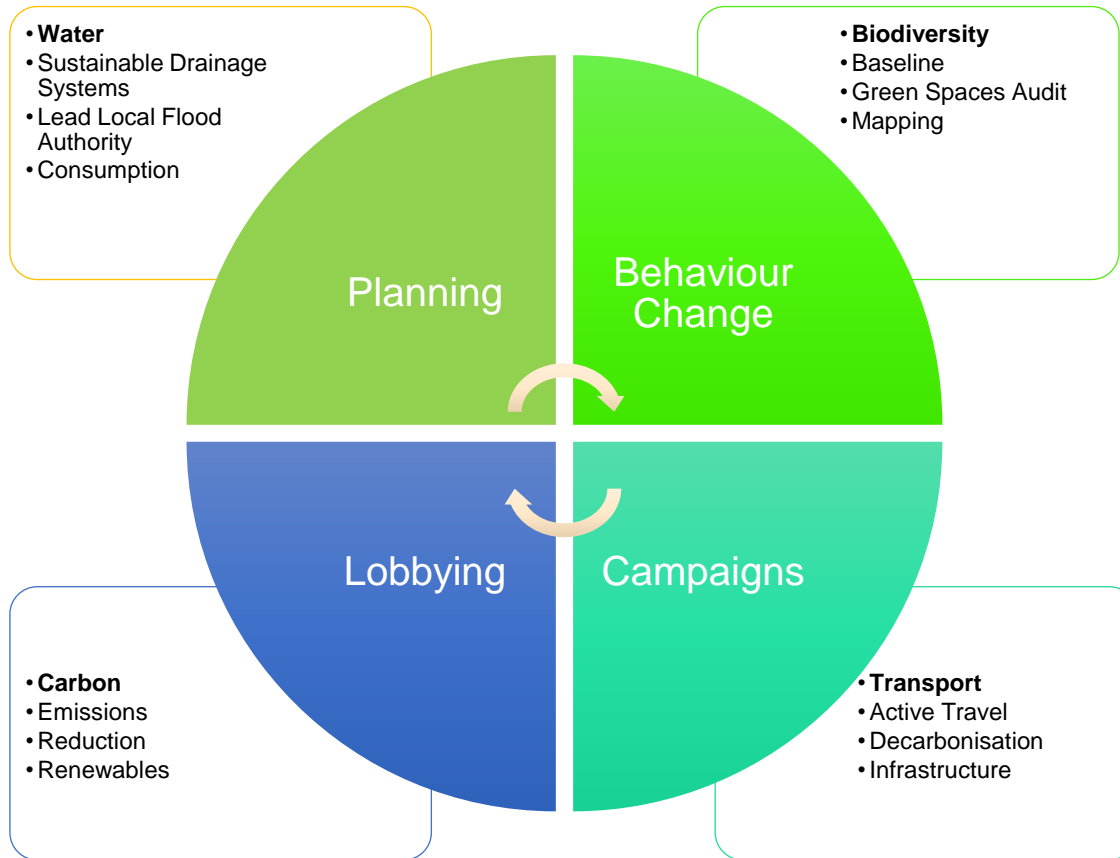 • Water
• Sustainable Drainage
Systems
• Lead Local Flood
Authority
• Consumption
• Biodiversity
• Baseline
• Green Spaces Audit
• Mapping
Planning
Behaviour
Change
Lobbying
Campaigns
• Carbon
• Emissions
• Reduction
• Renewables
• Transport
• Active Travel
• Decarbonisation
• Infrastructure